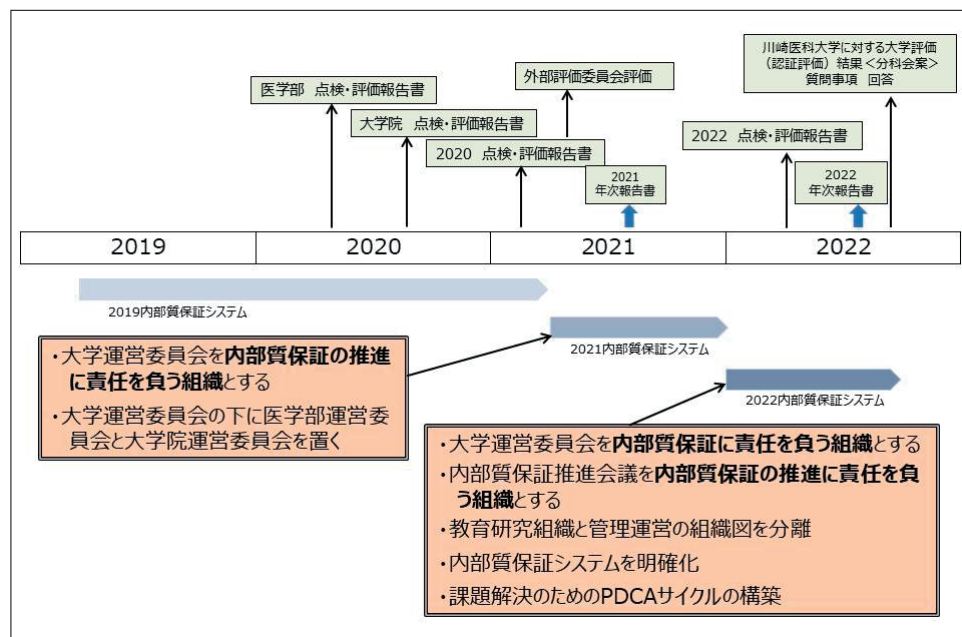 川崎医科大学に対する大学評価
（認証評価）結果＜分科会案＞
質問事項　回答
外部評価委員会評価
医学部　点検・評価報告書
大学院　点検・評価報告書
2020　点検・評価報告書
2022　点検・評価報告書
2021
年次報告書
2022
年次報告書
2019
2020
2021
2022
2019内部質保証システム
2021内部質保証システム
2022内部質保証システム
・大学運営委員会を内部質保証の推進
に責任を負う組織とする
・大学運営委員会の下に医学部運営委
員会と大学院運営委員会を置く
・大学運営委員会を内部質保証に責任を負う組織とする
・内部質保証推進会議を内部質保証の推進に責任を負
う組織とする
・教育研究組織と管理運営の組織図を分離
・内部質保証システムを明確化
・課題解決のためのPDCAサイクルの構築